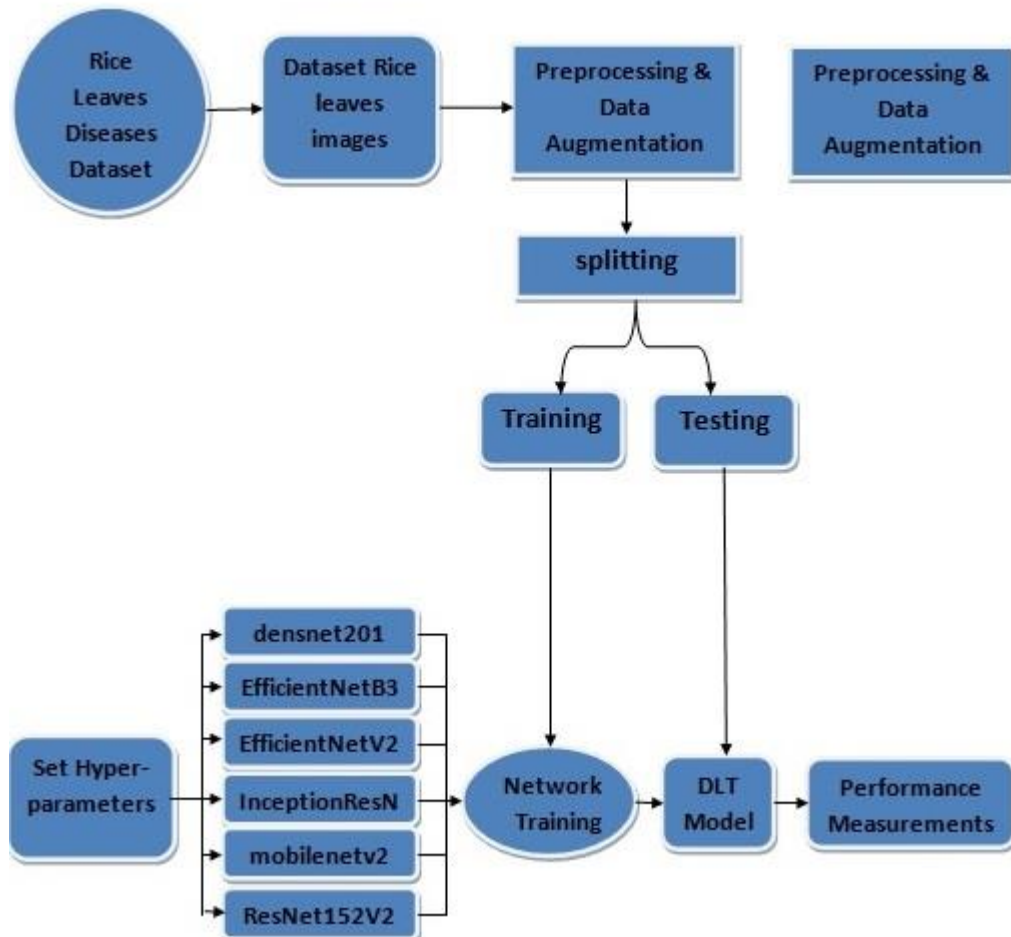 Rice
Leaves
Diseases
Dataset
Dataset Rice
leaves
images
Preprocessing &
Data
Augmentation
Preprocessing &
Data
Augmentation
splitting
Training
Testing
densnet201
EfficientNetB3
EfficientNetV2
InceptionResN
mobilenetv2
ResNet152V2
Set Hyper-
parameters
Network
Training
DLT
Model
Performance
Measurements